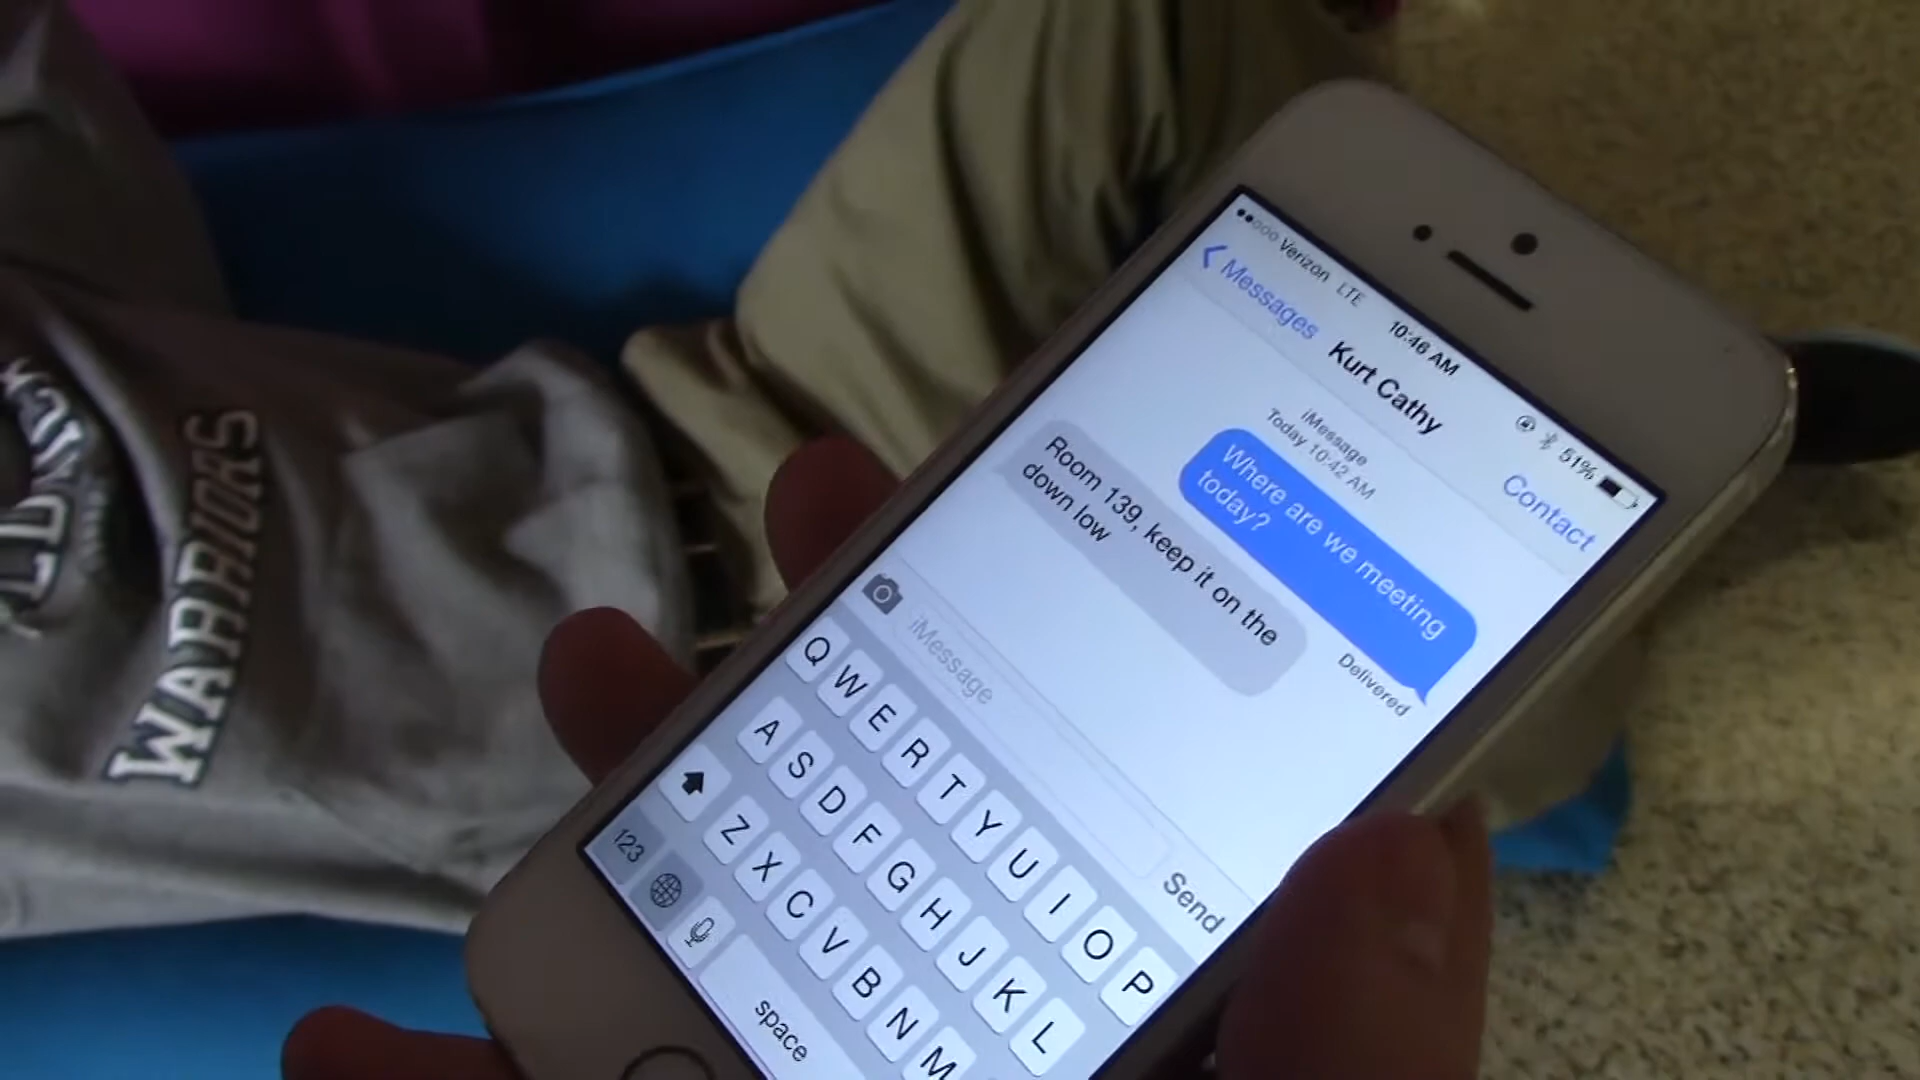 Verizon LTE 10:46 AM 51%
Messages Kurt Cathy Contact
iMessage
Today 10:42 AM
Where are we meeting
today?
Delivered
Room 139, keep it on the
down low
iMessage Send
Q W E R T Y U I O P
A S D F G H J K L
Z X C V B N M
123 space
WARRIORS